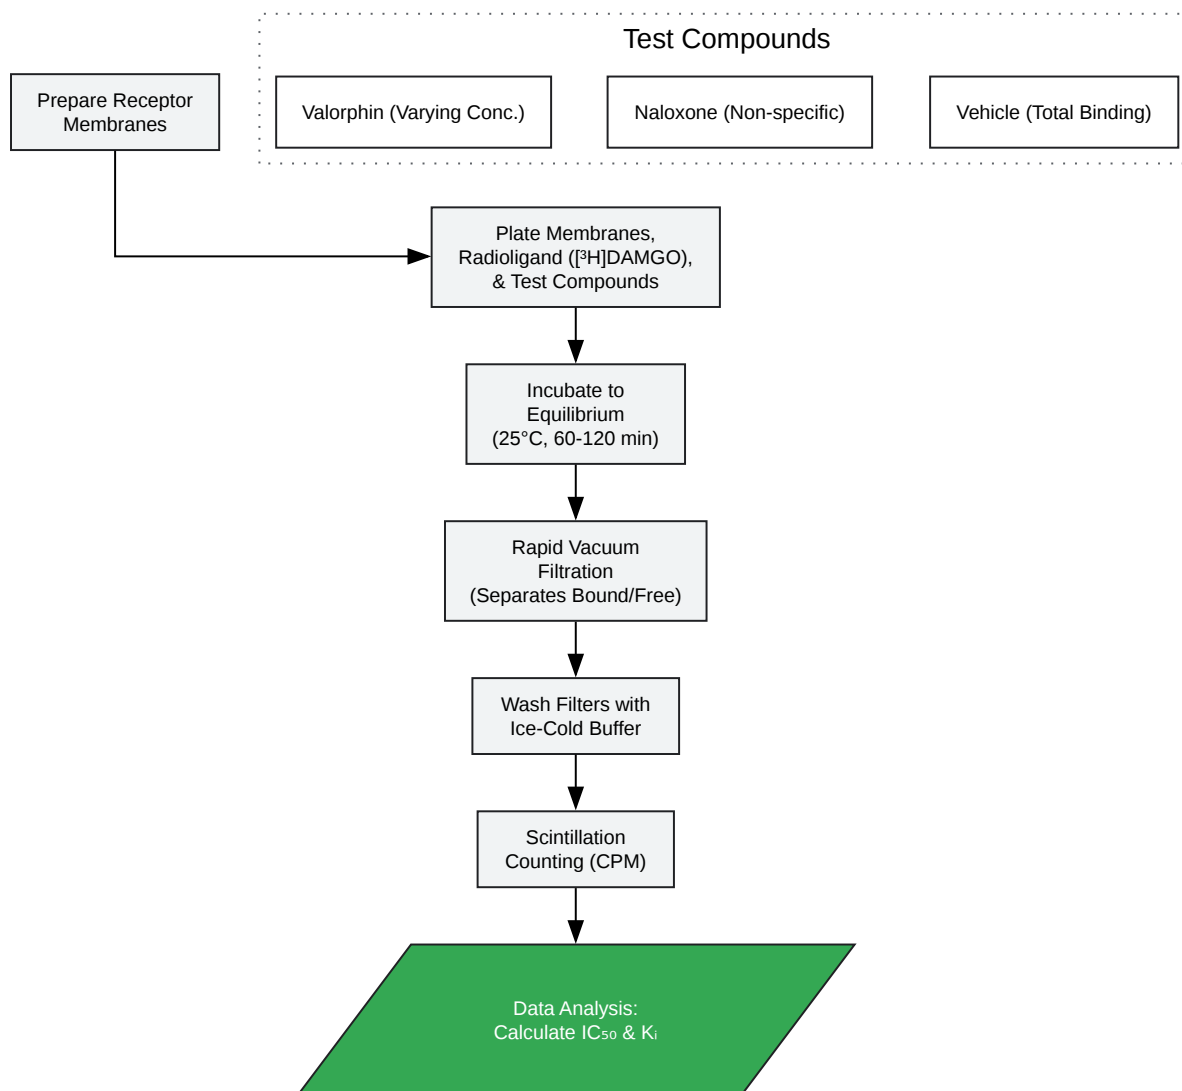 Test Compounds
Prepare Receptor
Membranes
Valorphin (Varying Conc.)
Naloxone (Non-specific)
Vehicle (Total Binding)
Plate Membranes,
Radioligand ([³H]DAMGO),
& Test Compounds
Incubate to
Equilibrium
(25°C, 60-120 min)
Rapid Vacuum
Filtration
(Separates Bound/Free)
Wash Filters with
Ice-Cold Buffer
Scintillation
Counting (CPM)
Data Analysis:
Calculate IC₅₀ & Kᵢ